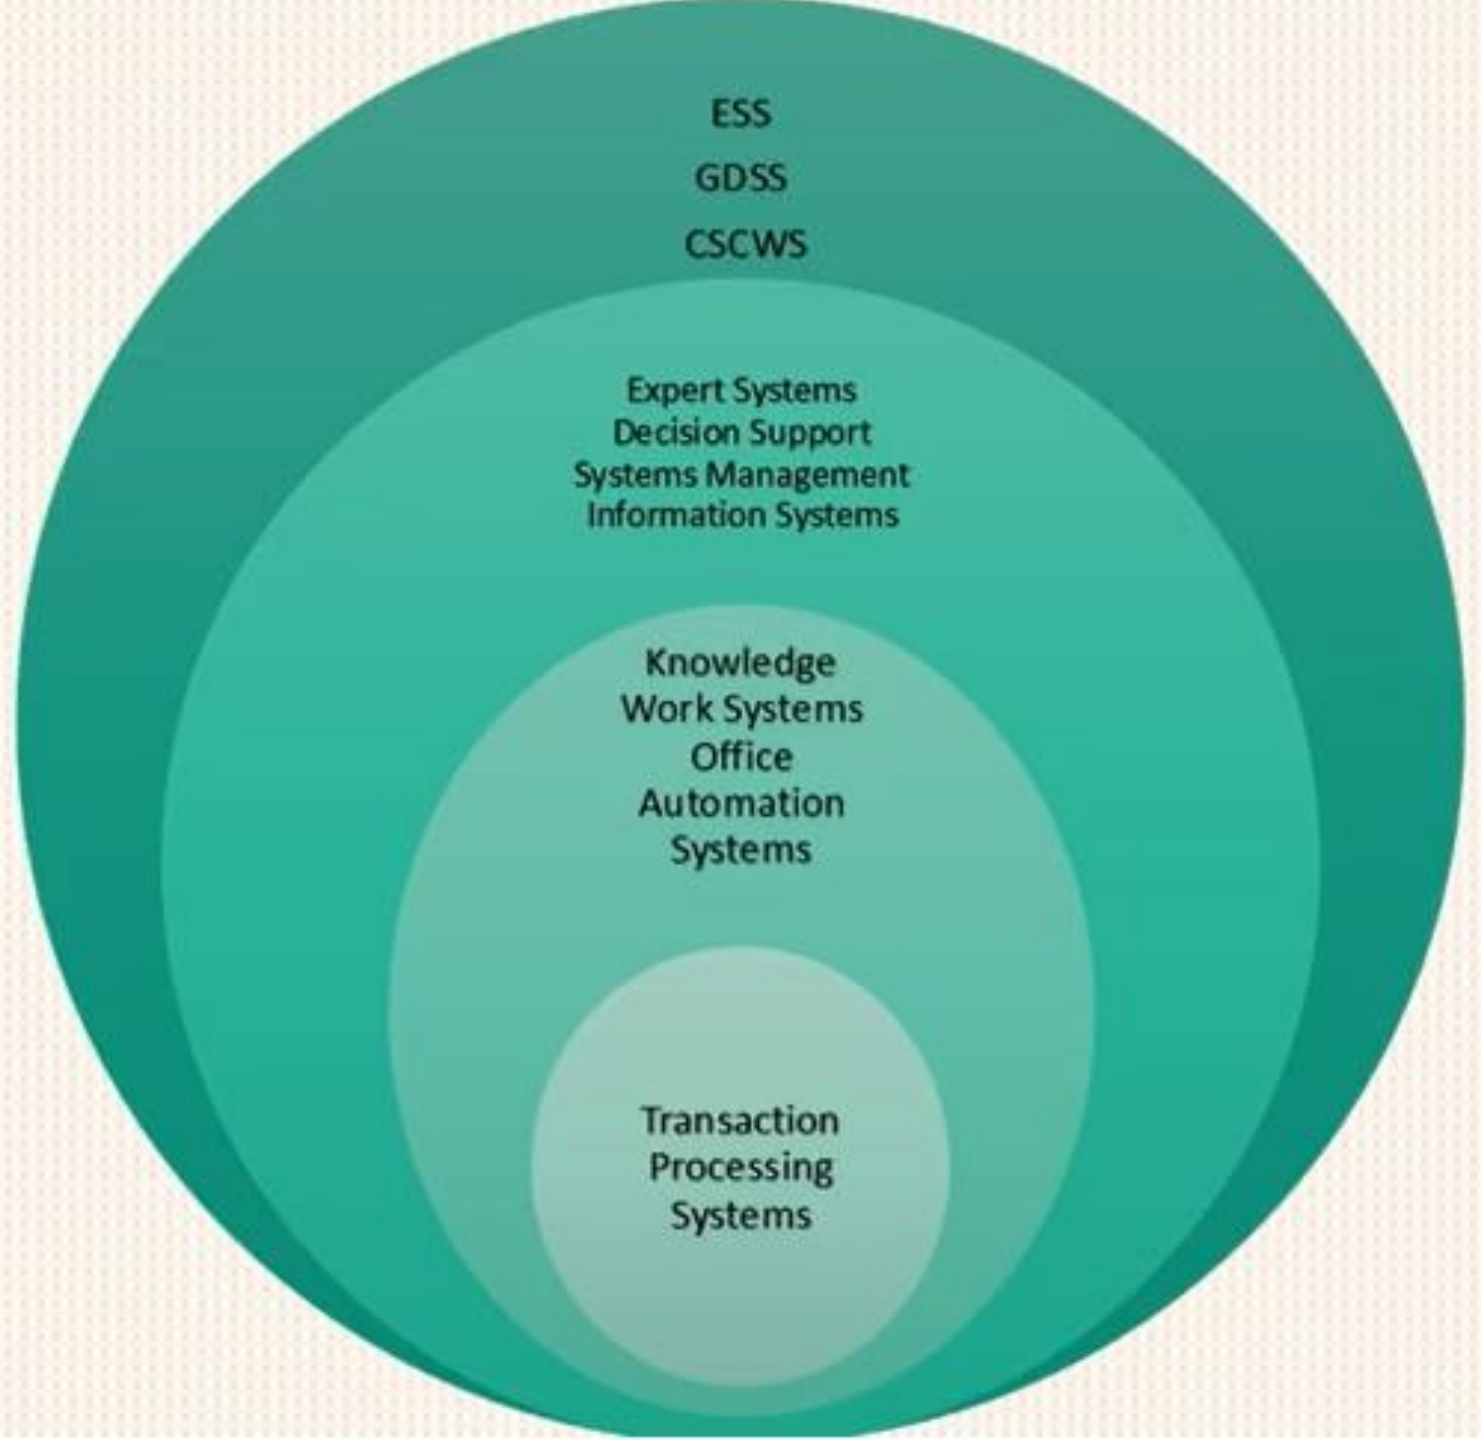 ESS
GDSS
CSCWS
Expert Systems
Decision Support
Systems Management
Information Systems
Knowledge
Work Systems
Office
Automation
Systems
Transaction
Processing
Systems